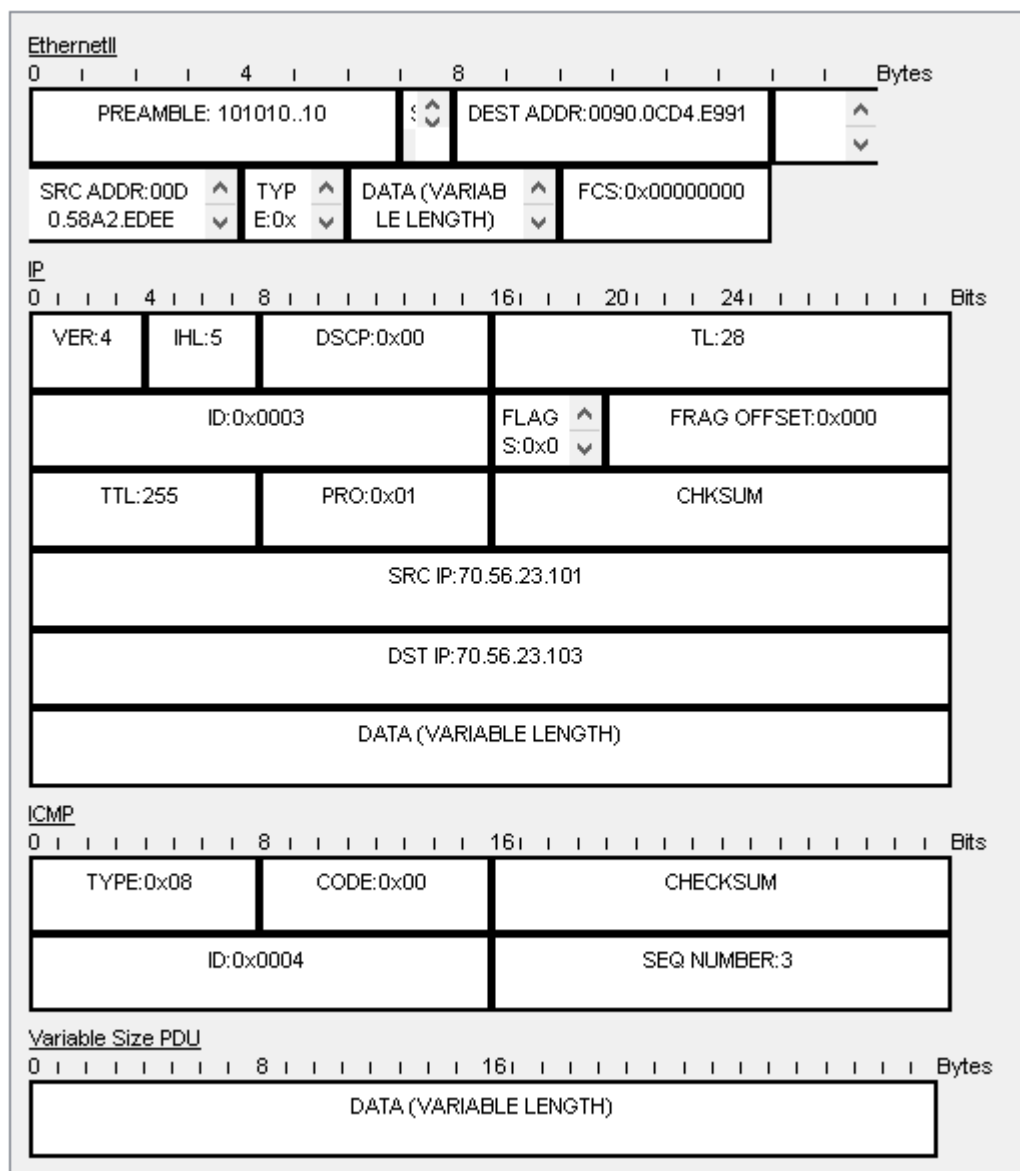 EthernetII
0 4 8 Bytes
PREAMBLE: 101010..10 DEST ADDR:0090.0CD4.E991
SRC ADDR:00D TYP DATA (VARIAB FCS:0x00000000
0.58A2.EDEE E:0x LE LENGTH)
IP
0 4 8 16 20 24 Bits
VER:4 IHL:5 DSCP:0x00 TL:28
ID:0x0003 FLAG FRAG OFFSET:0x000
S:0x0
TTL:255 PRO:0x01 CHKSUM
SRC IP:70.56.23.101
DST IP:70.56.23.103
DATA (VARIABLE LENGTH)
ICMP
0 8 16 Bits
TYPE:0x08 CODE:0x00 CHECKSUM
ID:0x0004 SEQ NUMBER:3
Variable Size PDU
0 8 16 Bytes
DATA (VARIABLE LENGTH)